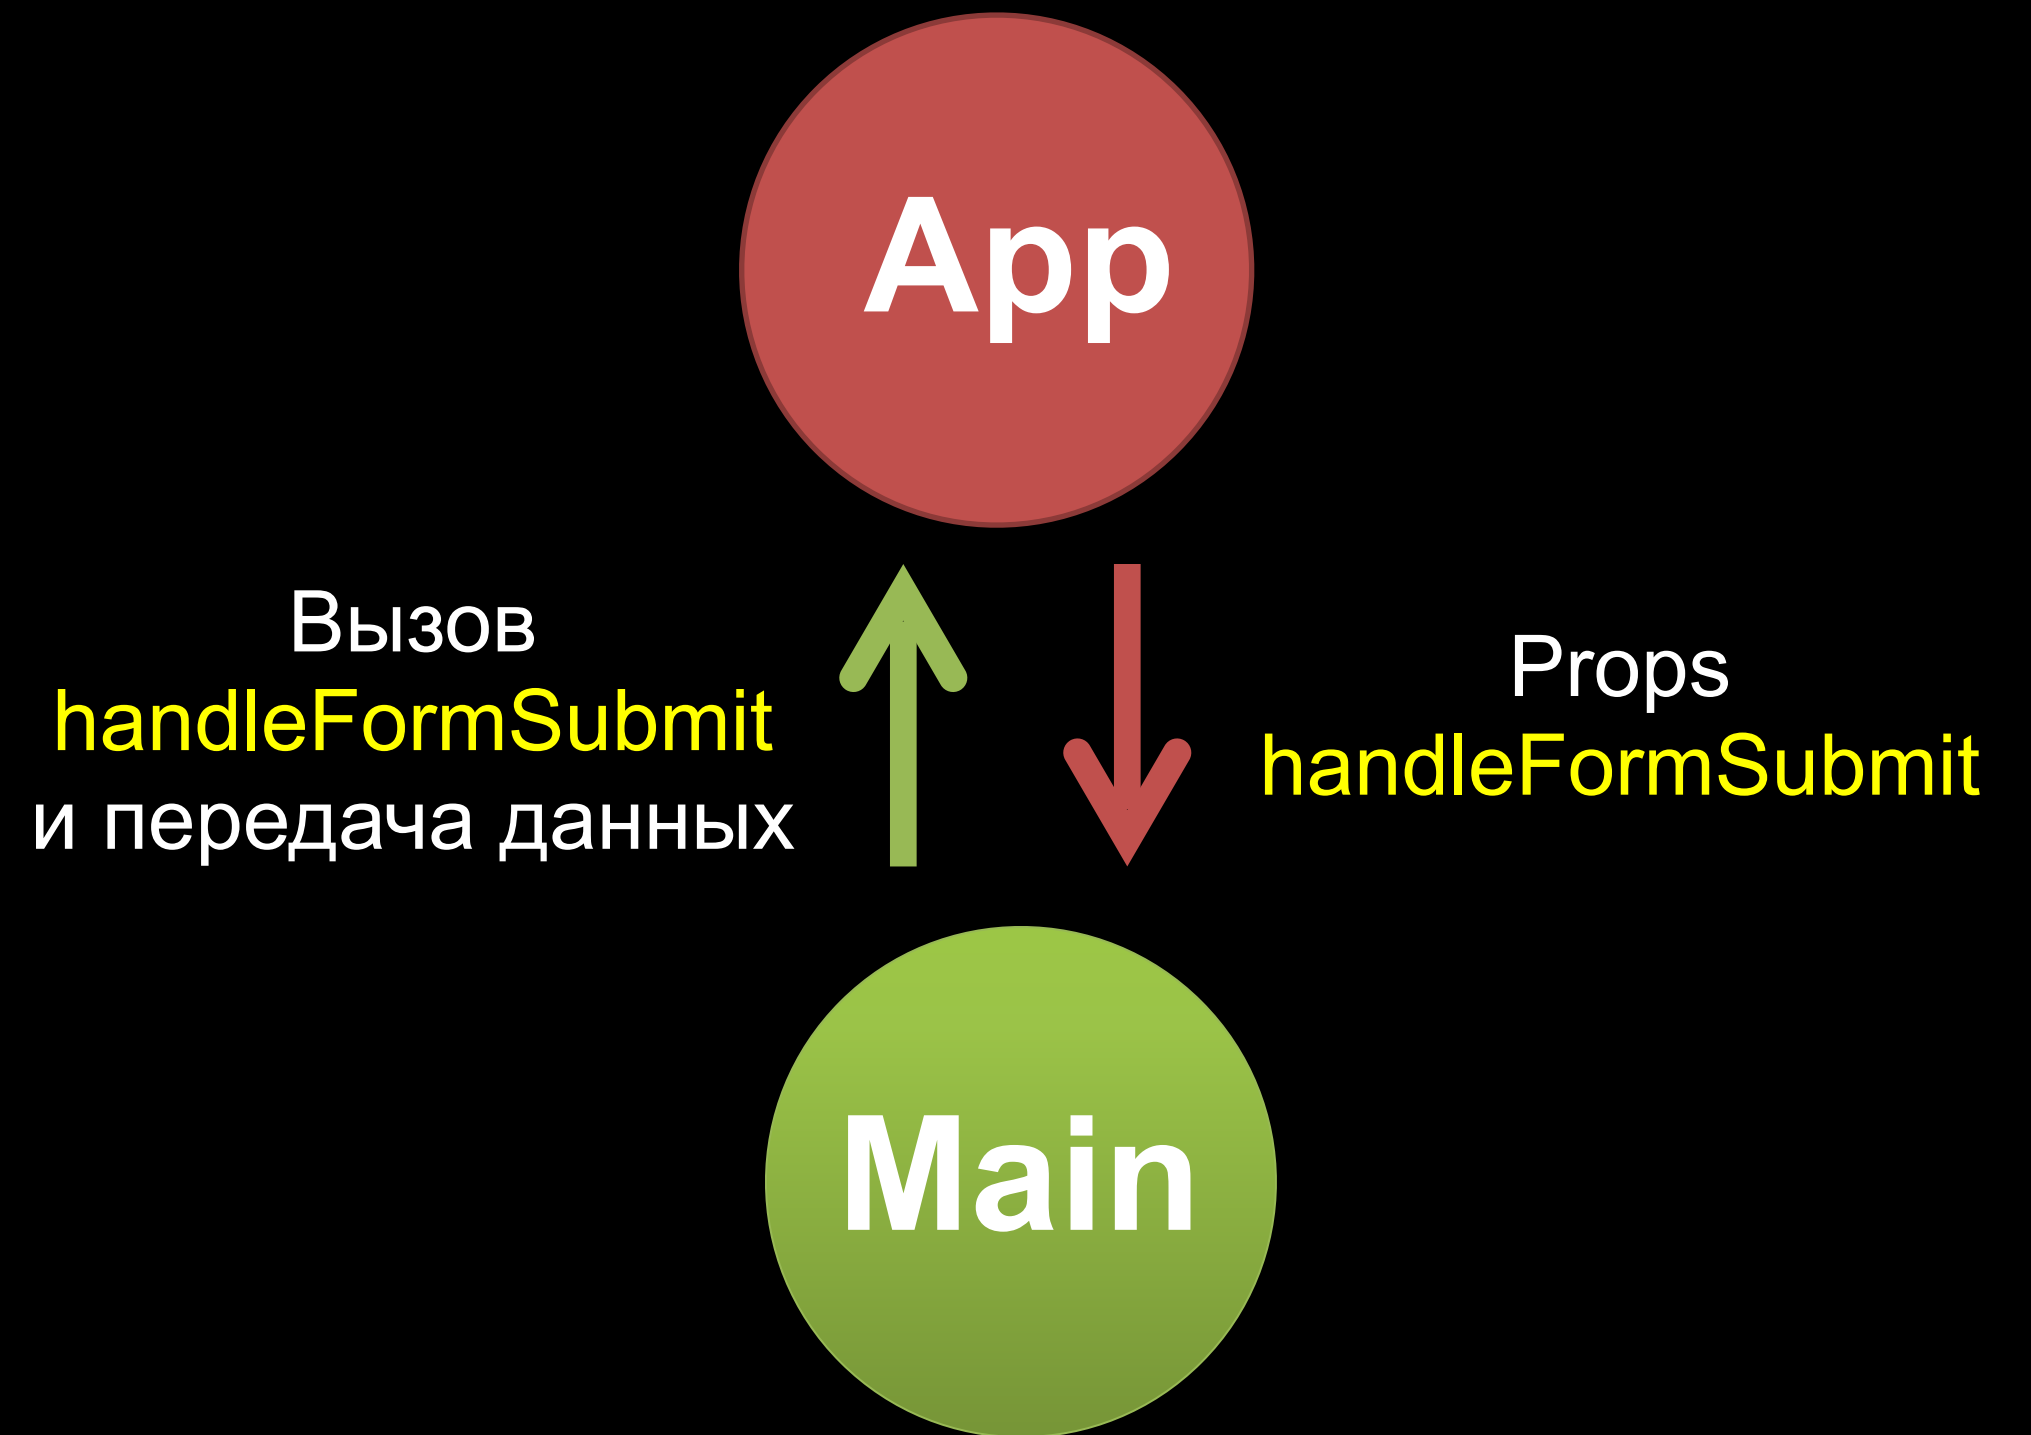 App
Вызов
handleFormSubmit
и передача данных
Props
handleFormSubmit
Main